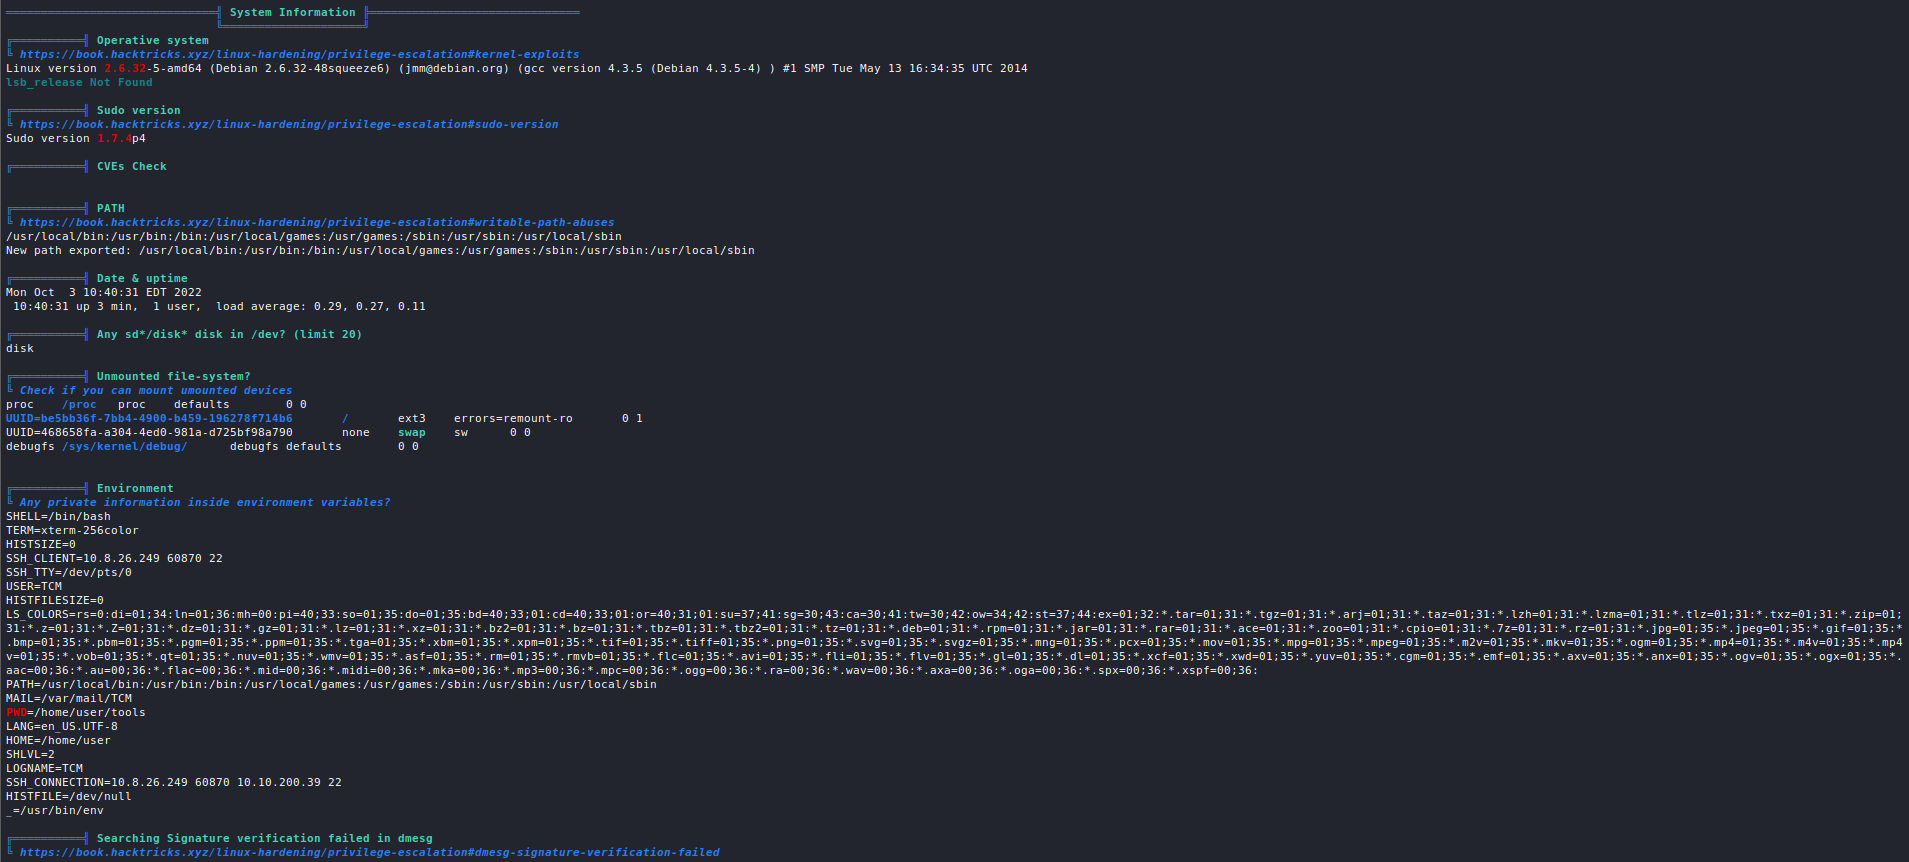 System Information
Operative system
https://book.hacktricks.xyz/linux-hardening/privilege-escalation#kernel-exploits
Linux version 2.6.32-5-amd64 (Debian 2.6.32-48squeeze6) (jmm@debian.org) (gcc version 4.3.5 (Debian 4.3.5-4) ) #1 SMP Tue May 13 16:34:35 UTC 2014
lsb_release Not Found
Sudo version
https://book.hacktricks.xyz/linux-hardening/privilege-escalation#sudo-version
Sudo version 1.7.4p4
CVEs Check
PATH
https://book.hacktricks.xyz/linux-hardening/privilege-escalation#writable-path-abuses
/usr/local/bin:/usr/bin:/bin:/usr/local/games:/usr/games:/sbin:/usr/sbin:/usr/local/sbin
New path exported: /usr/local/bin:/usr/bin:/bin:/usr/local/games:/usr/games:/sbin:/usr/sbin:/usr/local/sbin
Date & uptime
Mon Oct  3 10:40:31 EDT 2022
10:40:31 up 3 min,  1 user,  load average: 0.29, 0.27, 0.11
Any sd*/disk* disk in /dev? (limit 20)
disk
Unmounted file-system?
Check if you can mount umounted devices
proc    /proc   proc    defaults        0 0
UUID=be5bb36f-7bb4-4900-b459-196278f714b6       /       ext3    errors=remount-ro       0 1
UUID=468658fa-a304-4ed0-981a-d725bf98a790       none    swap    sw      0 0
debugfs /sys/kernel/debug/      debugfs defaults        0 0
Environment
Any private information inside environment variables?
SHELL=/bin/bash
TERM=xterm-256color
HISTSIZE=0
SSH_CLIENT=10.8.26.249 60870 22
SSH_TTY=/dev/pts/0
USER=TCM
HISTFILESIZE=0
LS_COLORS=rs=0:di=01;34:ln=01;36:mh=00:pi=40;33:so=01;35:do=01;35:bd=40;33;01:cd=40;33;01:or=40;31;01:su=37;41:sg=30;43:ca=30;41:tw=30;42:ow=34;42:st=37;44:ex=01;32:*.tar=01;31:*.tgz=01;31:*.arj=01;31:*.taz=01;31:*.lzh=01;31:*.lzma=01;31:*.tlz=01;31:*.txz=01;31:*.zip=01;
31:*.z=01;31:*.Z=01;31:*.dz=01;31:*.gz=01;31:*.lz=01;31:*.xz=01;31:*.bz2=01;31:*.bz=01;31:*.tbz=01;31:*.tbz2=01;31:*.tz=01;31:*.deb=01;31:*.rpm=01;31:*.jar=01;31:*.rar=01;31:*.ace=01;31:*.zoo=01;31:*.cpio=01;31:*.7z=01;31:*.rz=01;31:*.jpg=01;35:*.jpeg=01;35:*.gif=01;35:*
.bmp=01;35:*.pbm=01;35:*.pgm=01;35:*.ppm=01;35:*.tga=01;35:*.xbm=01;35:*.xpm=01;35:*.tif=01;35:*.tiff=01;35:*.png=01;35:*.svg=01;35:*.svgz=01;35:*.mng=01;35:*.pcx=01;35:*.mov=01;35:*.mpg=01;35:*.mpeg=01;35:*.m2v=01;35:*.mkv=01;35:*.ogm=01;35:*.mp4=01;35:*.m4v=01;35:*.mp4
v=01;35:*.vob=01;35:*.qt=01;35:*.nuv=01;35:*.wmv=01;35:*.asf=01;35:*.rm=01;35:*.rmvb=01;35:*.flc=01;35:*.avi=01;35:*.fli=01;35:*.flv=01;35:*.gl=01;35:*.dl=01;35:*.xcf=01;35:*.xwd=01;35:*.yuv=01;35:*.cgm=01;35:*.emf=01;35:*.axv=01;35:*.anx=01;35:*.ogv=01;35:*.ogx=01;35:*.
aac=00;36:*.au=00;36:*.flac=00;36:*.mid=00;36:*.midi=00;36:*.mka=00;36:*.mp3=00;36:*.mpc=00;36:*.ogg=00;36:*.ra=00;36:*.wav=00;36:*.axa=00;36:*.oga=00;36:*.spx=00;36:*.xspf=00;36:
PATH=/usr/local/bin:/usr/bin:/bin:/usr/local/games:/usr/games:/sbin:/usr/sbin:/usr/local/sbin
MAIL=/var/mail/TCM
PWD=/home/user/tools
LANG=en_US.UTF-8
HOME=/home/user
SHLVL=2
LOGNAME=TCM
SSH_CONNECTION=10.8.26.249 60870 10.10.200.39 22
HISTFILE=/dev/null
_=/usr/bin/env
Searching Signature verification failed in dmesg
https://book.hacktricks.xyz/linux-hardening/privilege-escalation#dmesg-signature-verification-failed